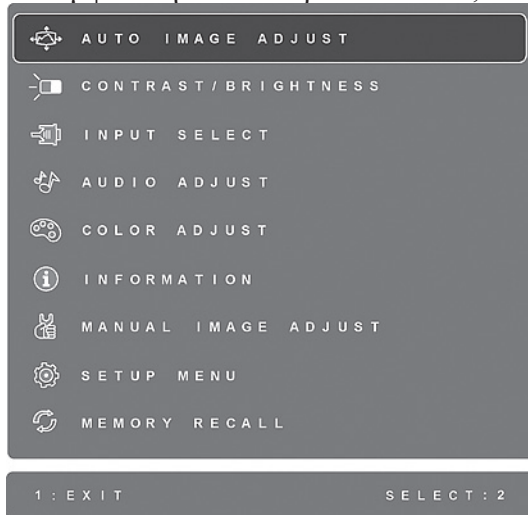 AUTO IMAGE ADJUST
CONTRAST/BRIGHTNESS
INPUT SELECT
AUDIO ADJUST
COLOR ADJUST
INFORMATION
MANUAL IMAGE ADJUST
SETUP MENU
MEMORY RECALL
1:EXIT SELECT:2